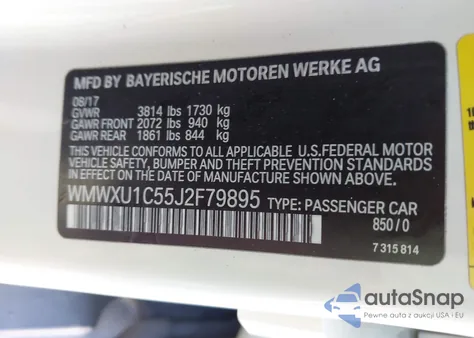 MFD BY BAYERISCHE MOTOREN WERKE AG
08/17
GVWR 3814 lbs 1730 kg
GAWR FRONT 2072 lbs 940 kg
GAWR REAR 1861 lbs 844 kg
THIS VEHICLE CONFORMS TO ALL APPLICABLE U.S.FEDERAL MOTOR
VEHICLE SAFETY, BUMPER AND THEFT PREVENTION STANDARDS IN
EFFECT ON THE DATE OF MANUFACTURE SHOWN ABOVE.
WMWXU1C55J2F79895 TYPE: PASSENGER CAR
850/0
7 315 814
autoSnap
Pewne auta z aukcji USA i EU